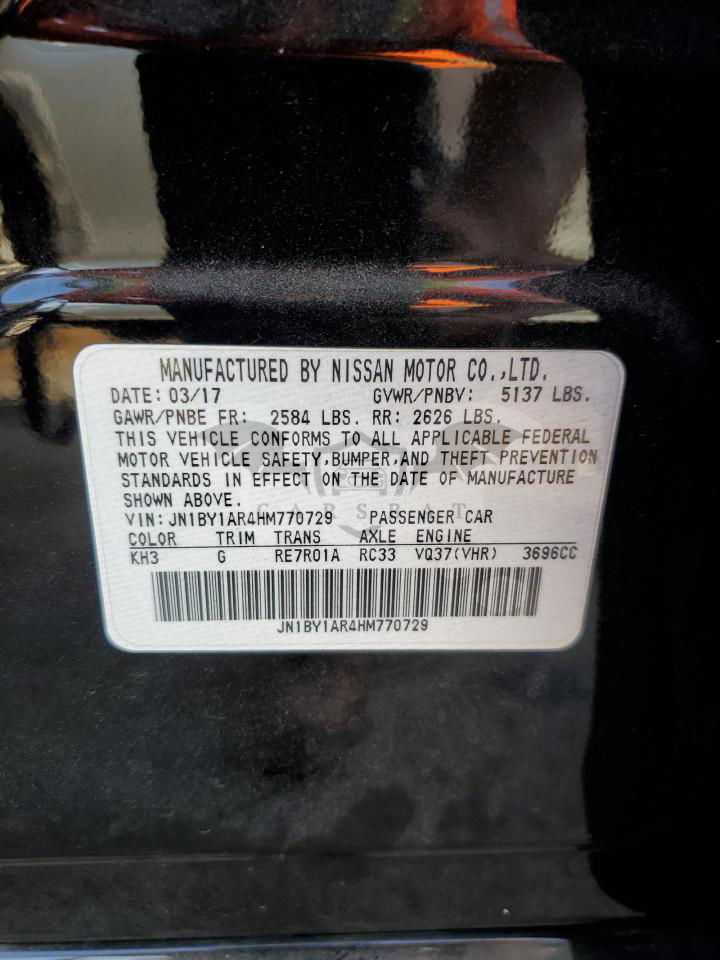 MANUFACTURED BY NISSAN MOTOR CO.,LTD.
DATE: 03/17 GVWR/PNBV: 5137 LBS.
GAWR/PNBE FR: 2584 LBS. RR: 2626 LBS.
THIS VEHICLE CONFORMS TO ALL APPLICABLE FEDERAL
MOTOR VEHICLE SAFETY,BUMPER,AND THEFT PREVENTION
STANDARDS IN EFFECT ON THE DATE OF MANUFACTURE
SHOWN ABOVE.
CARSRAT
VIN: JN1BY1AR4HM770729 PASSENGER CAR
COLOR TRIM TRANS AXLE ENGINE
KH3 G RE7R01A RC33 VQ37(VHR) 3696CC
JN1BY1AR4HM770729